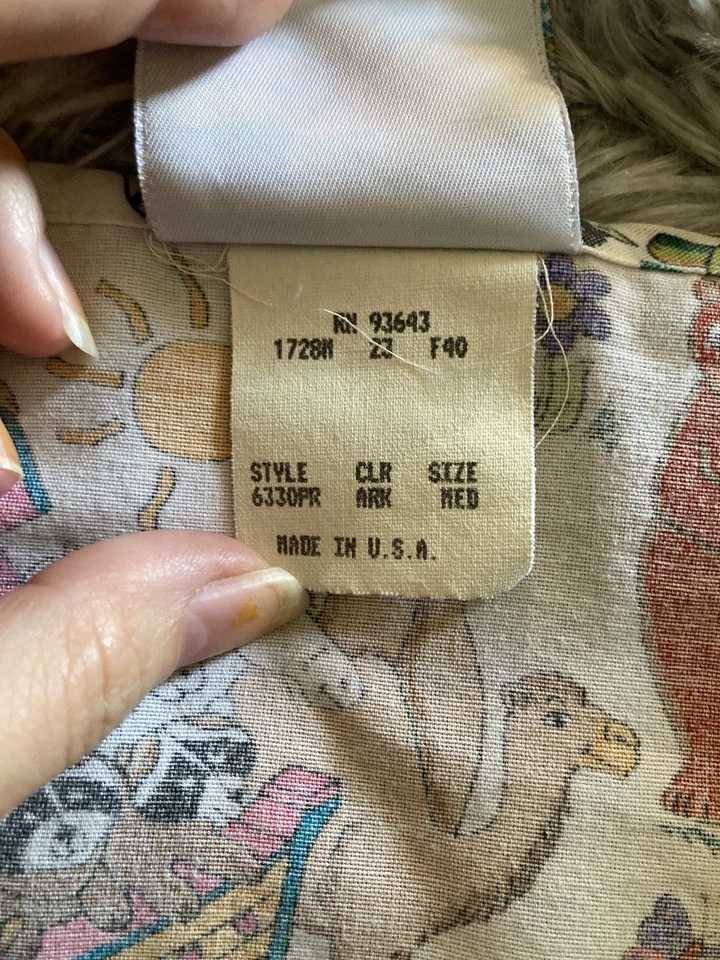 RN 93643
1728M 23 F40
STYLE CLR SIZE
6330PR ARK MED
MADE IN U.S.A.